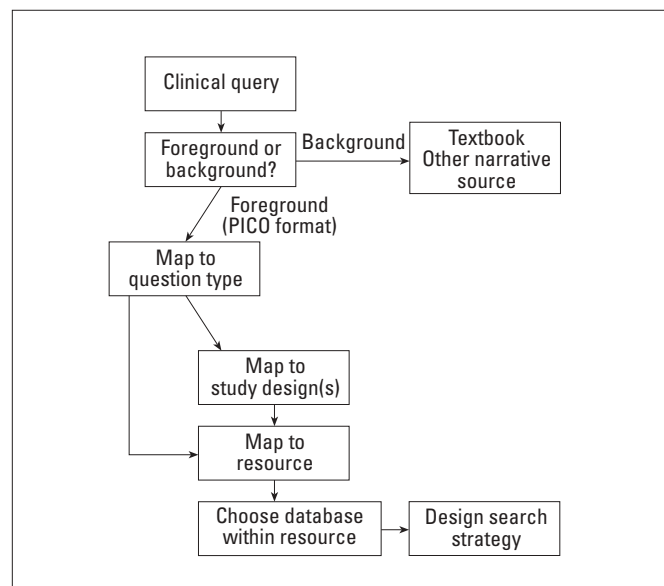 Clinical query
Foreground or
background?
Background
Textbook
Other narrative
source
Foreground
(PICO format)
Map to
question type
Map to
study design(s)
Map to
resource
Choose database
within resource
Design search
strategy